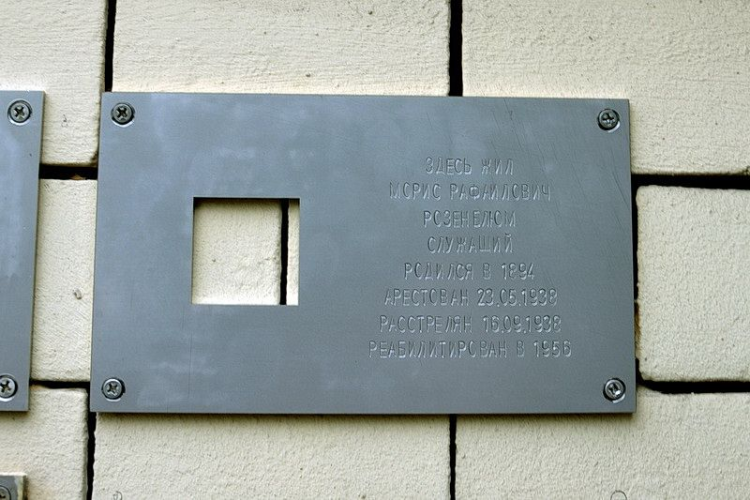 ЗДЕСЬ ЖИЛ
МОРИС РАФАИЛОВИЧ
РОЗЕНБЛЮМ
СЛУЖАЩИЙ
РОДИЛСЯ В 1894
АРЕСТОВАН 23.05.1938
РАССТРЕЛЯН 16.09.1938
РЕАБИЛИТИРОВАН В 1956